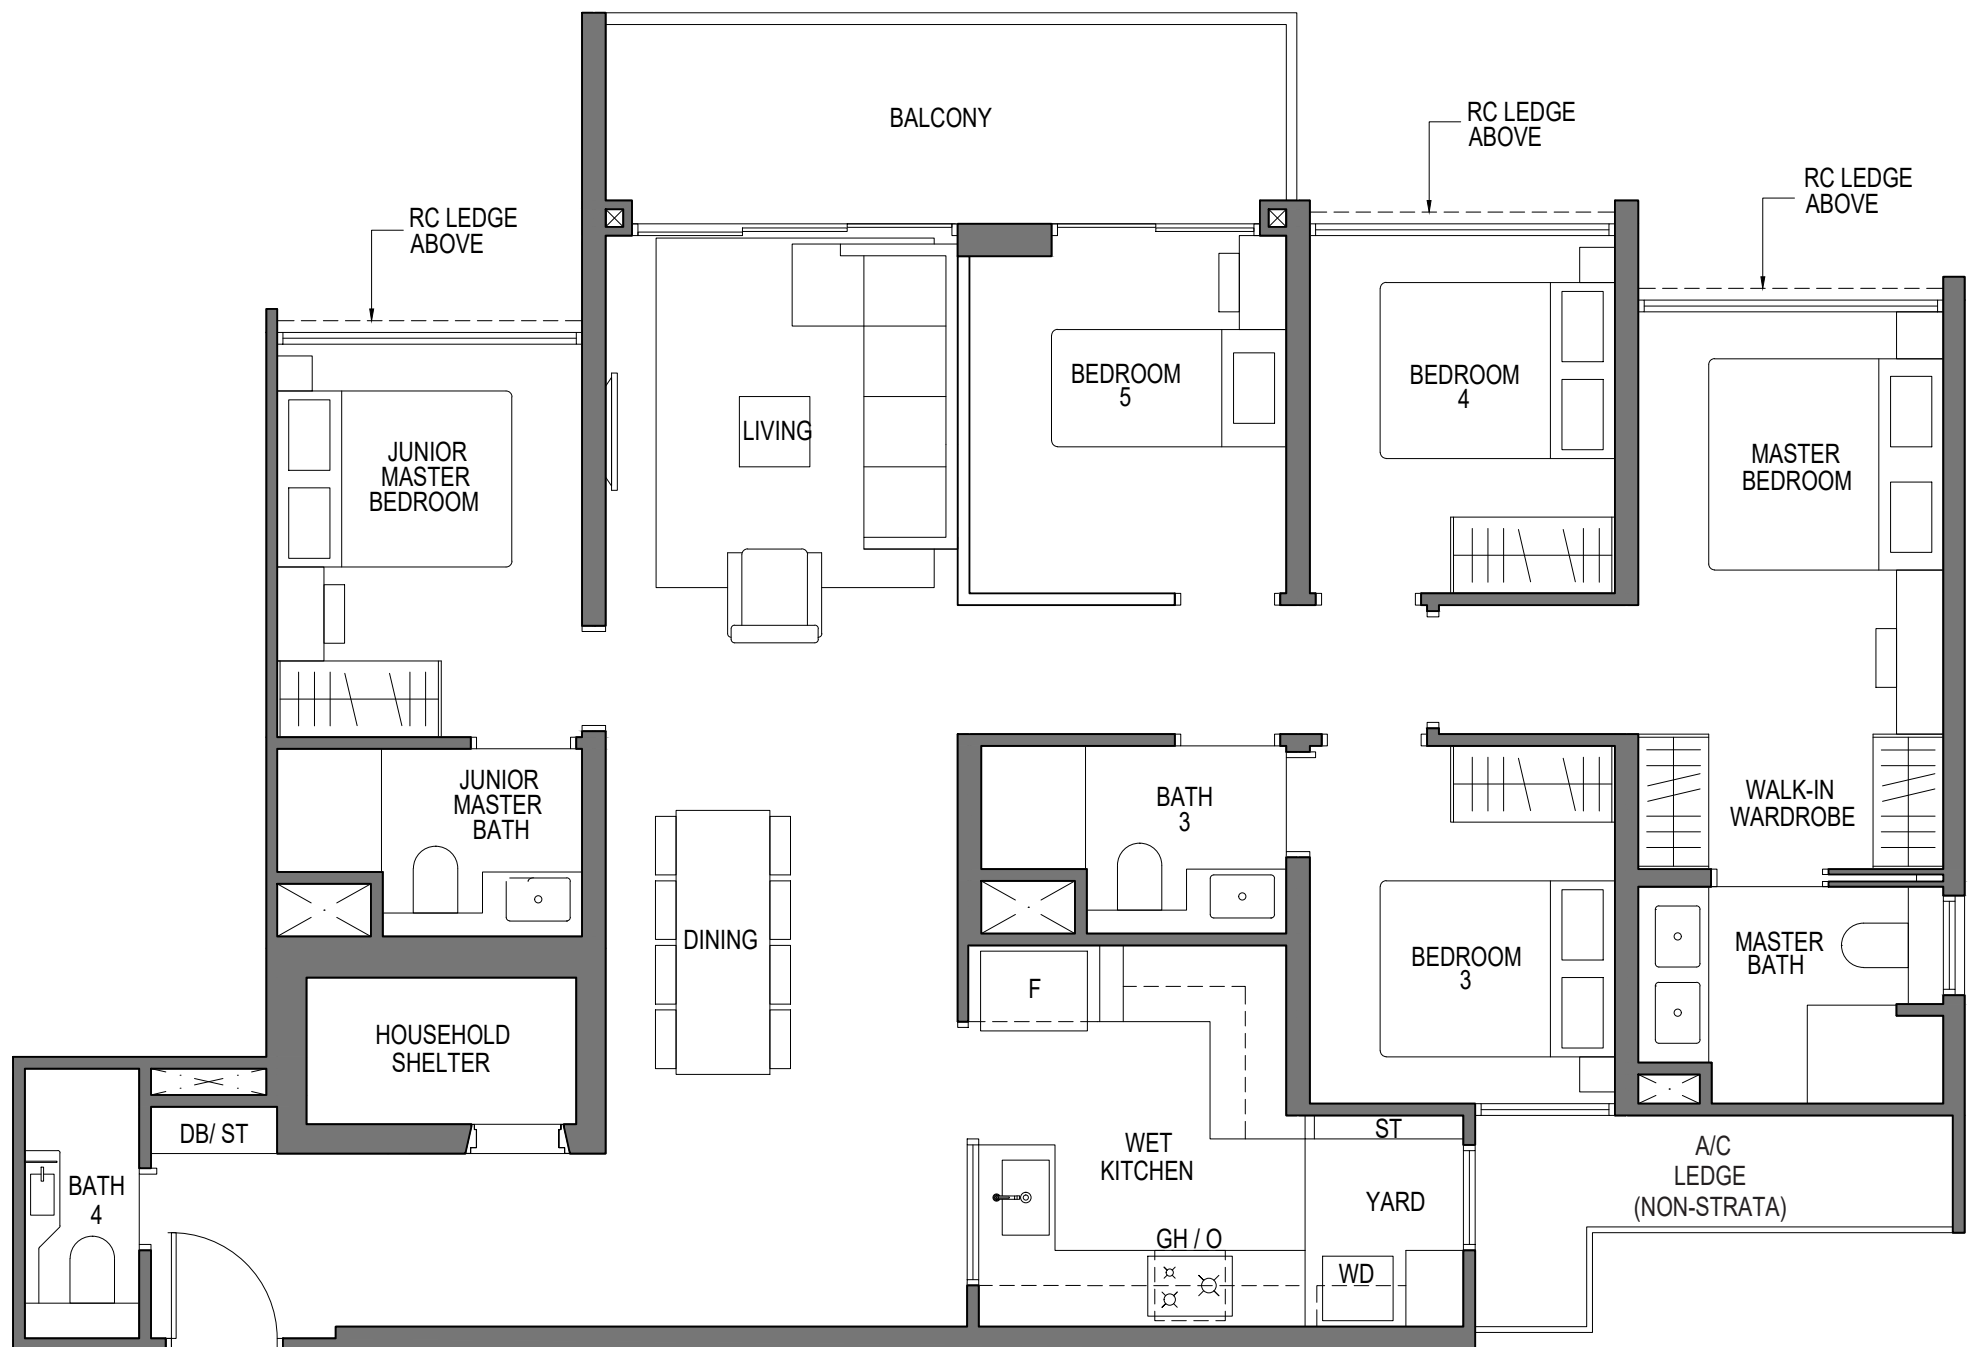 BALCONY
RC LEDGE
ABOVE
RC LEDGE
ABOVE
RC LEDGE
ABOVE
JUNIOR
MASTER
BEDROOM
LIVING
BEDROOM
5
BEDROOM
4
MASTER
BEDROOM
JUNIOR
MASTER
BATH
BATH
3
WALK-IN
WARDROBE
DINING
F
BEDROOM
3
MASTER
BATH
HOUSEHOLD
SHELTER
DB/ ST
BATH
4
WET
KITCHEN
ST
YARD
GH / O
WD
A/C
LEDGE
(NON-STRATA)